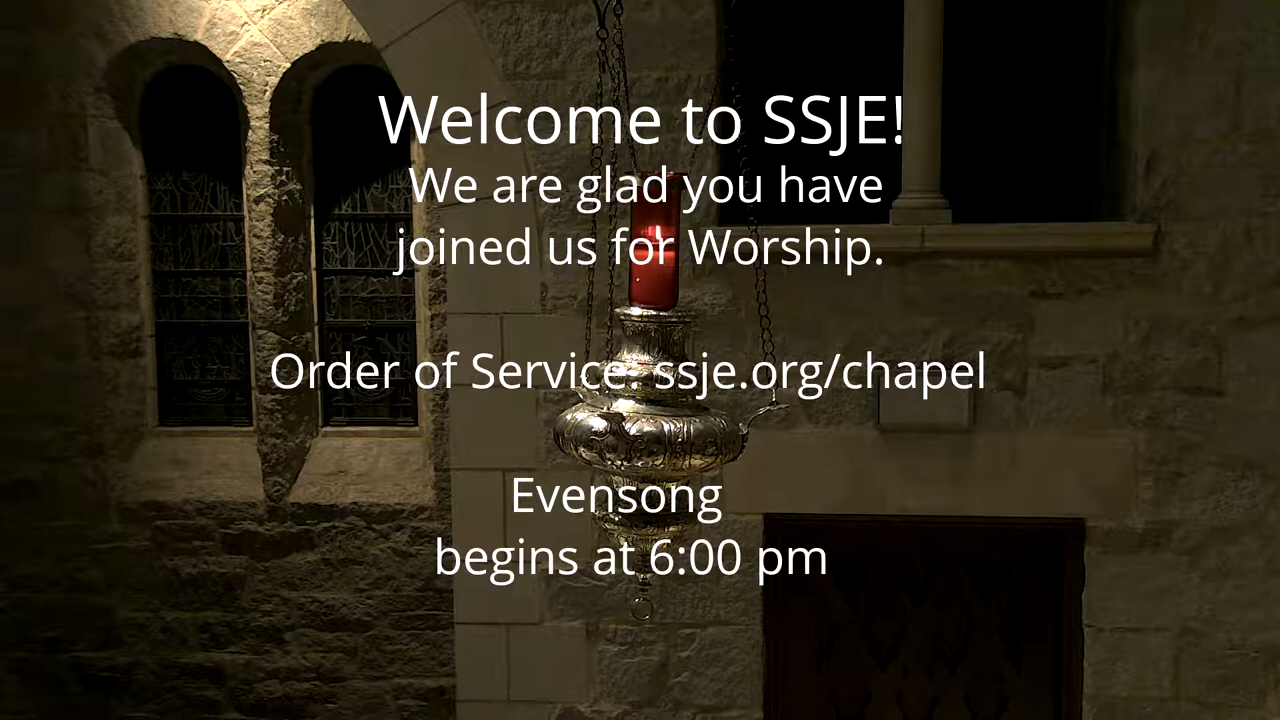 Welcome to SSJE!
We are glad you have
joined us for Worship.
Order of Service: ssje.org/chapel
Evensong
begins at 6:00 pm